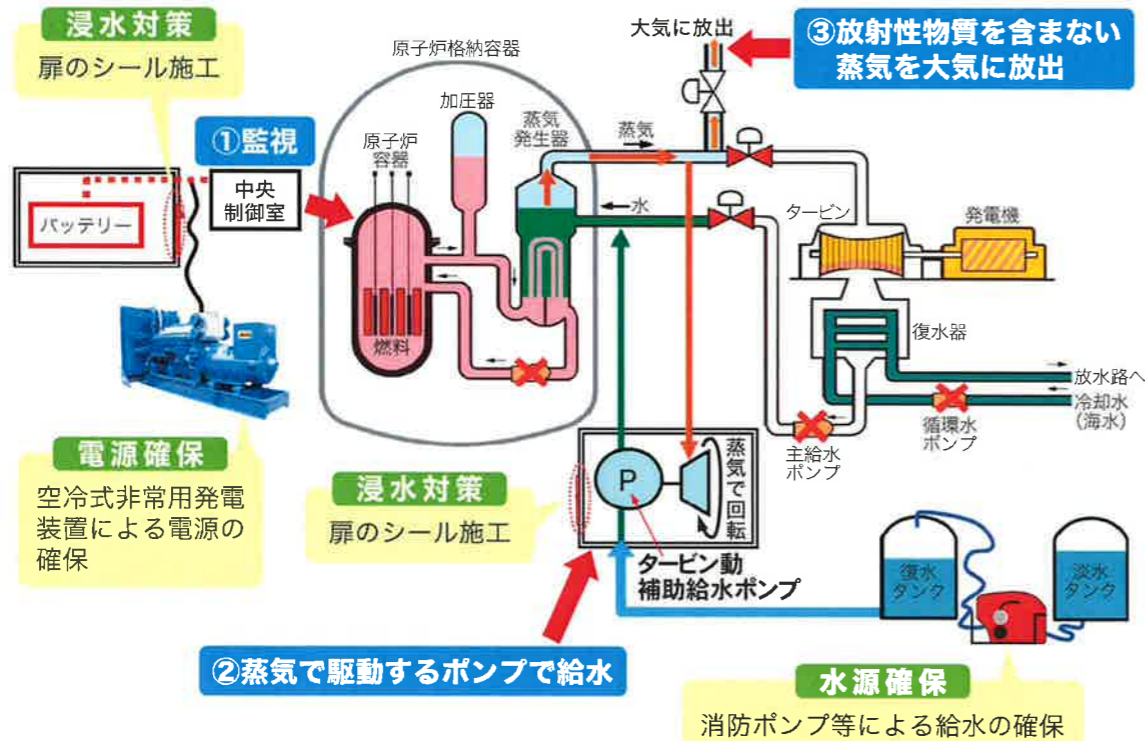 浸水対策
扉のシール施工
①監視
バッテリー
中央
制御室
電源確保
空冷式非常用発電
装置による電源の
確保
原子炉格納容器
加圧器
原子炉
容器
燃料
蒸気
発生器
蒸気
水
大気に放出
③放射性物質を含まない
蒸気を大気に放出
タービン
発電機
復水器
放水路へ
冷却水
(海水)
循環水
ポンプ
主給水
ポンプ
浸水対策
扉のシール施工
P
蒸気で回転
タービン動
補助給水ポンプ
②蒸気で駆動するポンプで給水
復水
タンク
淡水
タンク
水源確保
消防ポンプ等による給水の確保